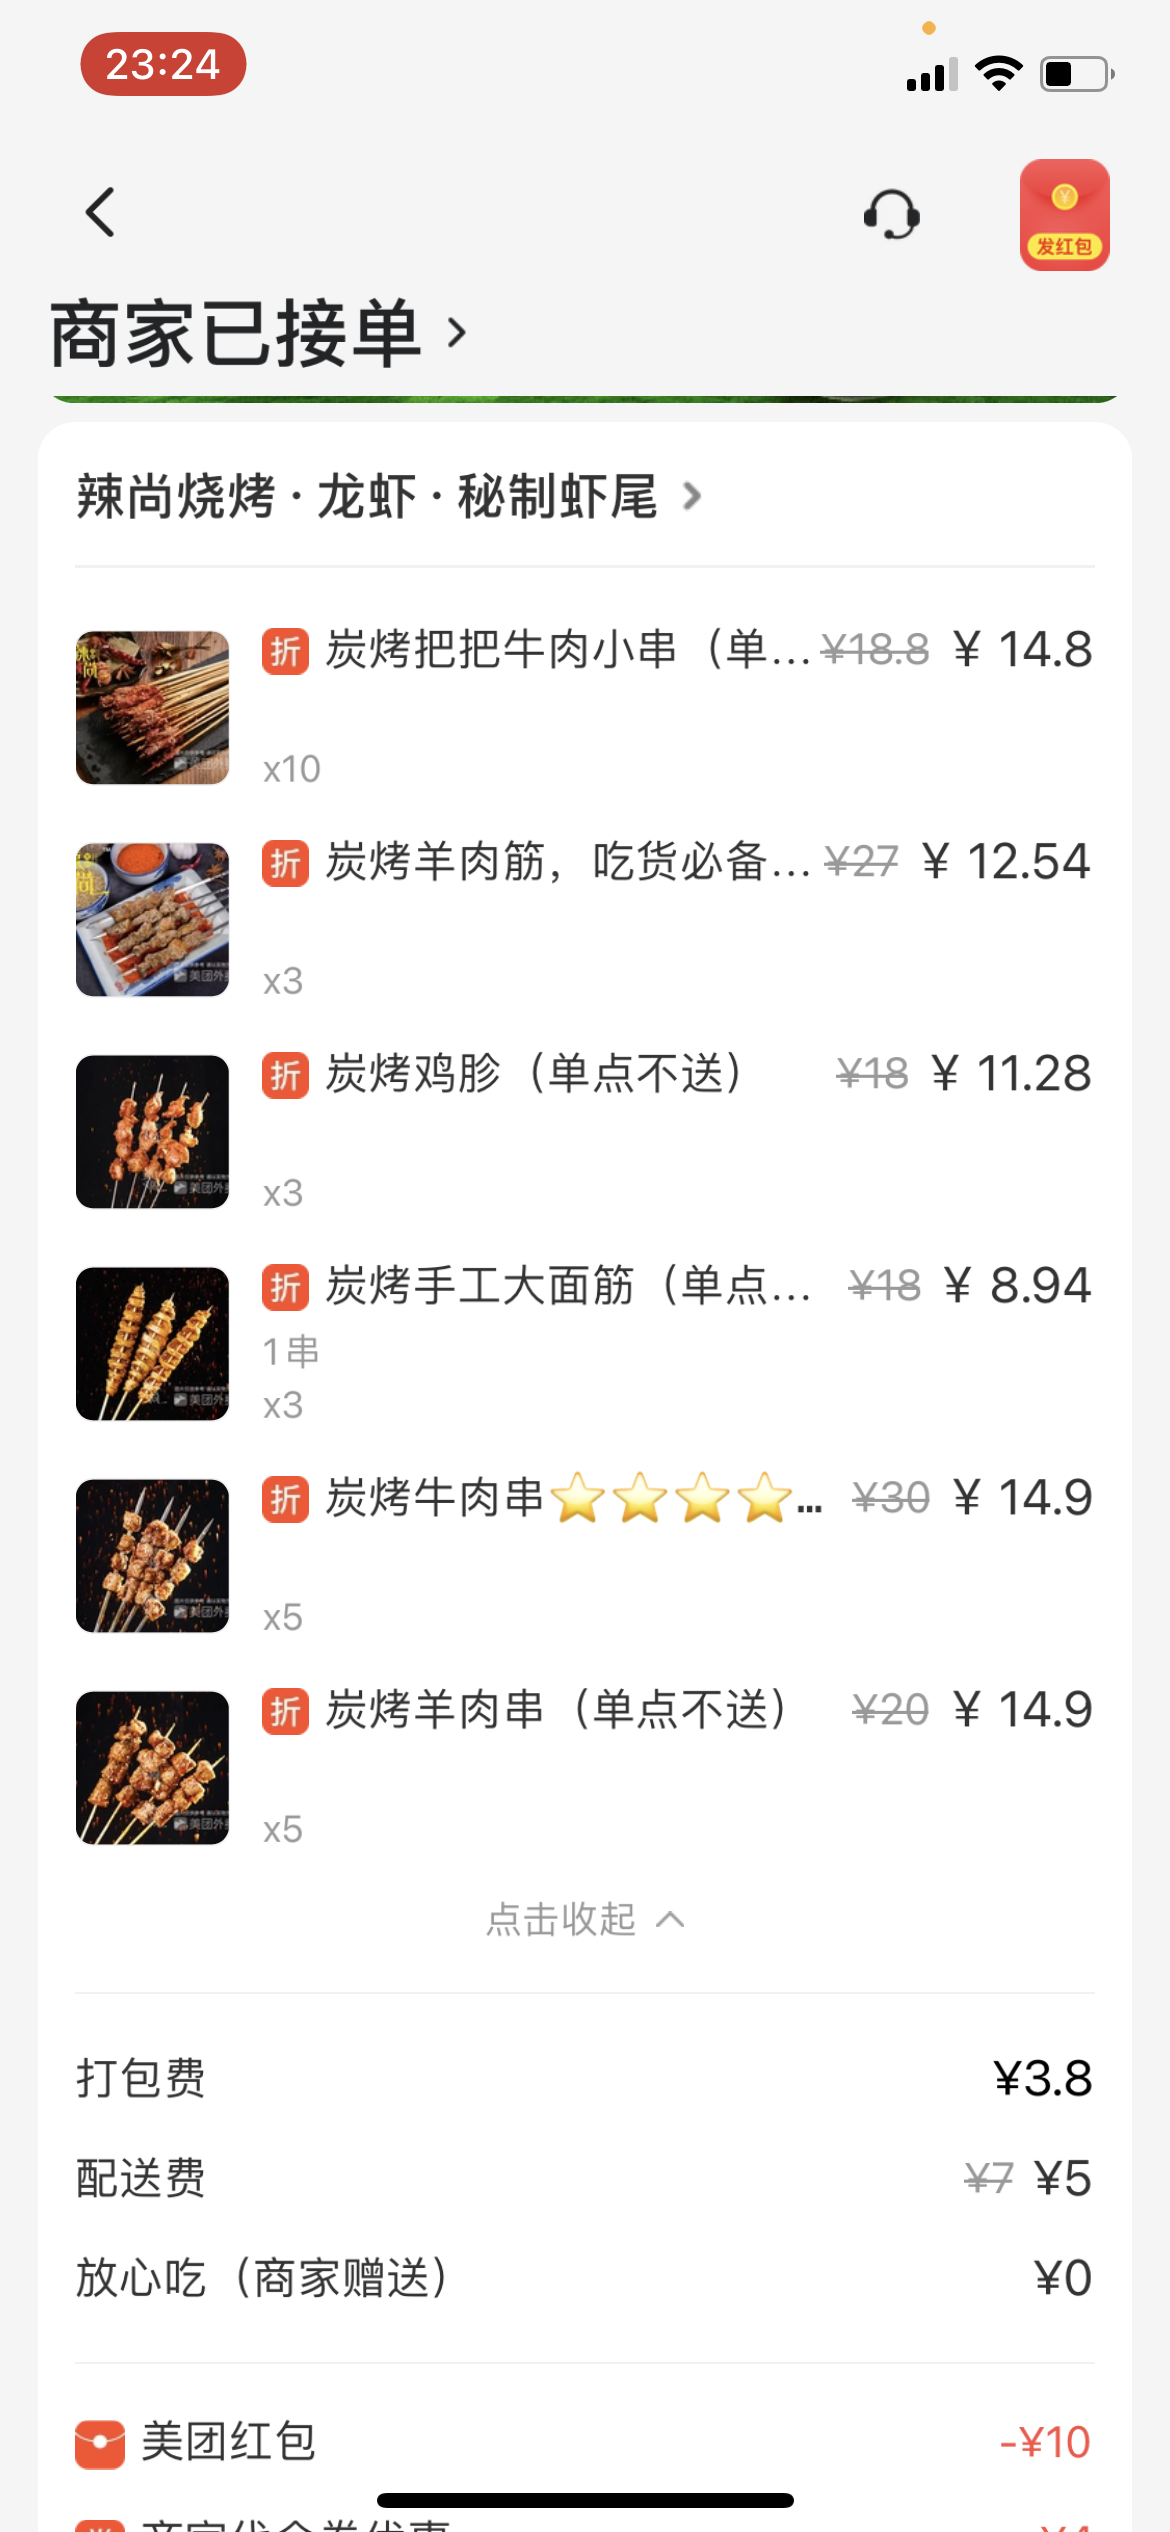 23:24
¥
发红包
商家已接单
辣尚烧烤·龙虾·秘制虾尾
折 炭烤把把牛肉小串（单... ¥18.8 ¥ 14.8
x10
折 炭烤羊肉筋，吃货必备... ¥27 ¥ 12.54
x3
折 炭烤鸡胗（单点不送） ¥18 ¥ 11.28
x3
折 炭烤手工大面筋（单点... ¥18 ¥ 8.94
1串
x3
折 炭烤牛肉串⭐⭐⭐⭐... ¥30 ¥ 14.9
x5
折 炭烤羊肉串（单点不送） ¥20 ¥ 14.9
x5
点击收起
打包费 ¥3.8
配送费 ¥7 ¥5
放心吃（商家赠送） ¥0
美团红包 -¥10